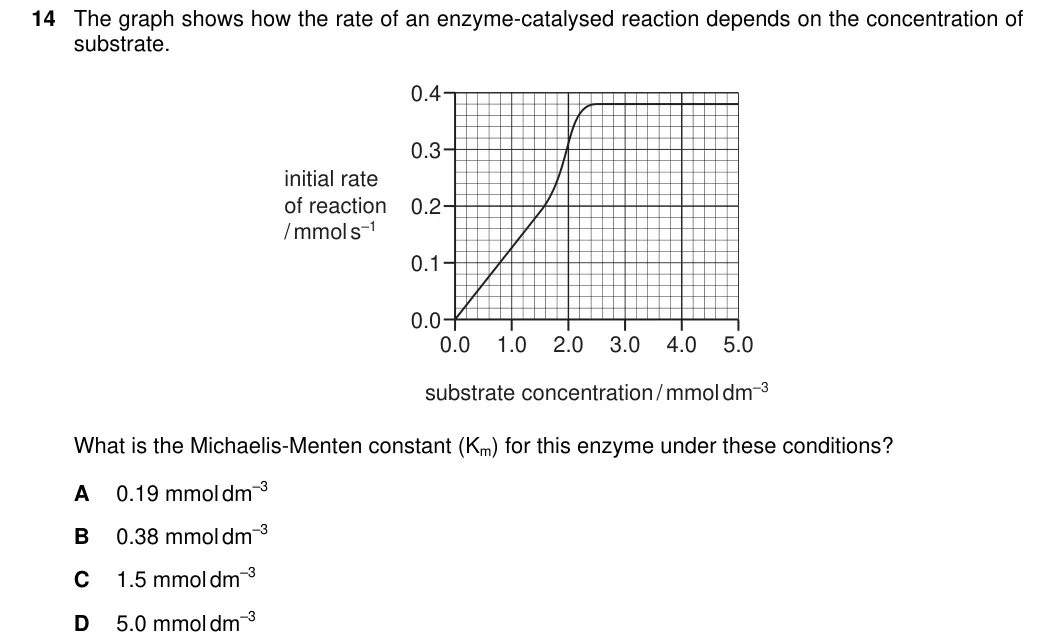 14 The graph shows how the rate of an enzyme-catalysed reaction depends on the concentration of
substrate.
0.4
0.3
0.2
0.1
0.0
initial rate
of reaction
/ mmol s⁻¹
0.0 1.0 2.0 3.0 4.0 5.0
substrate concentration / mmol dm⁻³
What is the Michaelis-Menten constant (Kₘ) for this enzyme under these conditions?
A 0.19 mmol dm⁻³
B 0.38 mmol dm⁻³
C 1.5 mmol dm⁻³
D 5.0 mmol dm⁻³